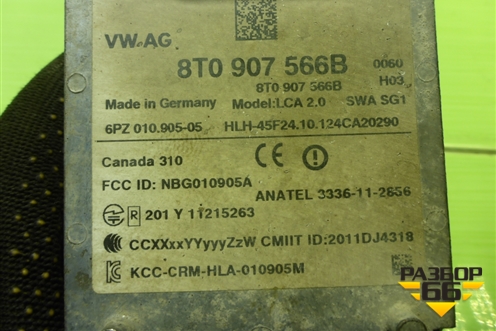 VW-AG
8T0 907 566B 0060
8T0 907 566B H03
Made in Germany Model:LCA 2.0 SWA SG1
6PZ 010.905-05 HLH-45F24.10.124CA20290
Canada 310
FCC ID: NBG010905A
ANATEL 3336-11-2656
R 201 Y 11215263
CCXXxxYYyyyZzW CMIIT ID:2011DJ4318
KCC-CRM-HLA-010905M
РАЗБОР
66